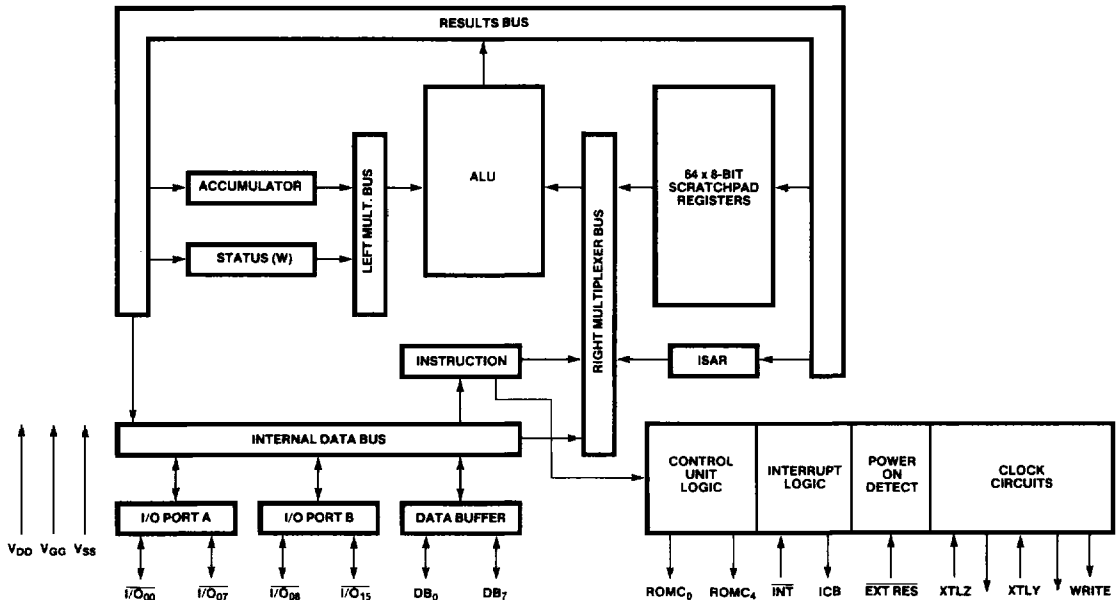 RESULTS BUS
ALU
64 x 8-BIT
SCRATCHPAD
REGISTERS
ACCUMULATOR
STATUS (W)
LEFT MULT. BUS
RIGHT MULTIPLEXER BUS
INSTRUCTION
ISAR
INTERNAL DATA BUS
CONTROL
UNIT
LOGIC
INTERRUPT
LOGIC
POWER
ON
DETECT
CLOCK
CIRCUITS
I/O PORT A
I/O PORT B
DATA BUFFER
VDD VGG VSS
I/O00 I/O07 I/O08 I/O15 DB0 DB7 ROMC0 ROMC4 INT ICB EXT RES XTLZ XTLY WRITE